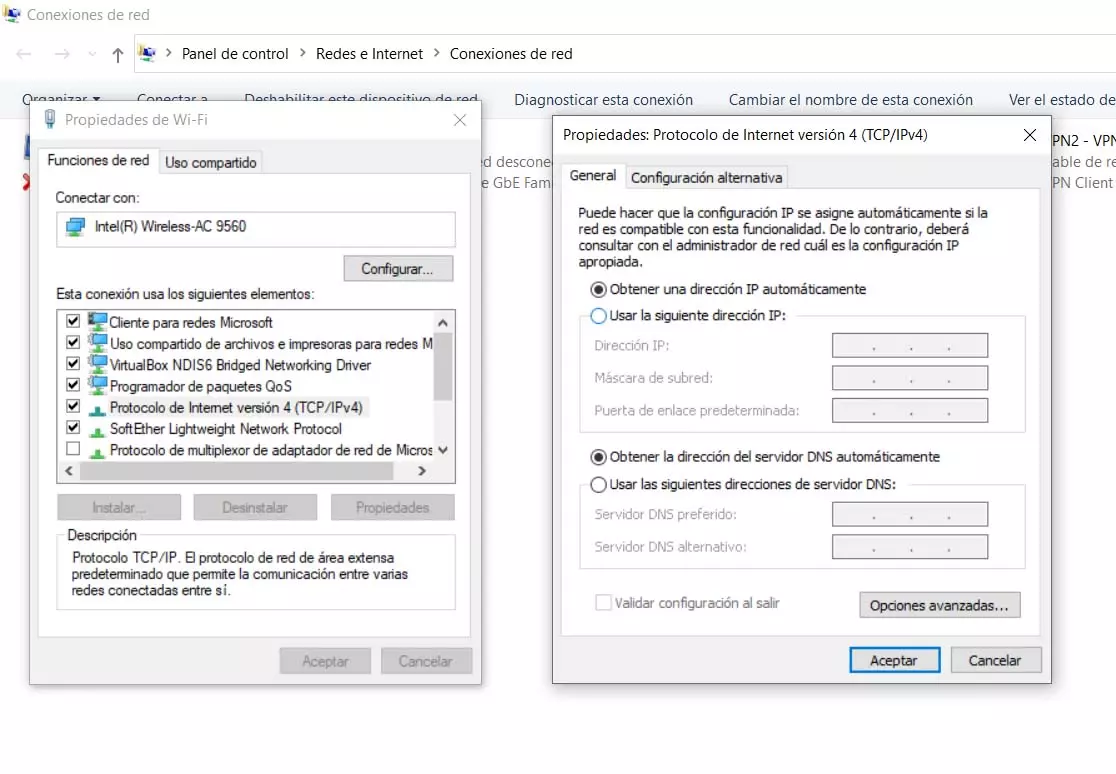 Conexiones de red
Panel de control > Redes e Internet > Conexiones de red
Organizar Conectar a Deshabilitar este dispositivo de red Diagnosticar esta conexión Cambiar el nombre de esta conexión Ver el estado de
Propiedades de Wi-Fi
Funciones de red Uso compartido
Conectar con:
Intel(R) Wireless-AC 9560
Configurar...
Esta conexión usa los siguientes elementos:
Cliente para redes Microsoft
Uso compartido de archivos e impresoras para redes M
VirtualBox NDIS6 Bridged Networking Driver
Programador de paquetes QoS
Protocolo de Internet versión 4 (TCP/IPv4)
SoftEther Lightweight Network Protocol
Protocolo de multiplexor de adaptador de red de Micros
Instalar... Desinstalar Propiedades
Descripción
Protocolo TCP/IP. El protocolo de red de área extensa
predeterminado que permite la comunicación entre varias
redes conectadas entre sí.
Aceptar Cancelar
d descone
e GbE Fam
Propiedades: Protocolo de Internet versión 4 (TCP/IPv4)
General Configuración alternativa
Puede hacer que la configuración IP se asigne automáticamente si la
red es compatible con esta funcionalidad. De lo contrario, deberá
consultar con el administrador de red cuál es la configuración IP
apropiada.
Obtener una dirección IP automáticamente
Usar la siguiente dirección IP:
Dirección IP: . . .
Máscara de subred: . . .
Puerta de enlace predeterminada: . . .
Obtener la dirección del servidor DNS automáticamente
Usar las siguientes direcciones de servidor DNS:
Servidor DNS preferido: . . .
Servidor DNS alternativo: . . .
Validar configuración al salir
Opciones avanzadas...
Aceptar Cancelar
PN2 - VPN
able de re
PN Client